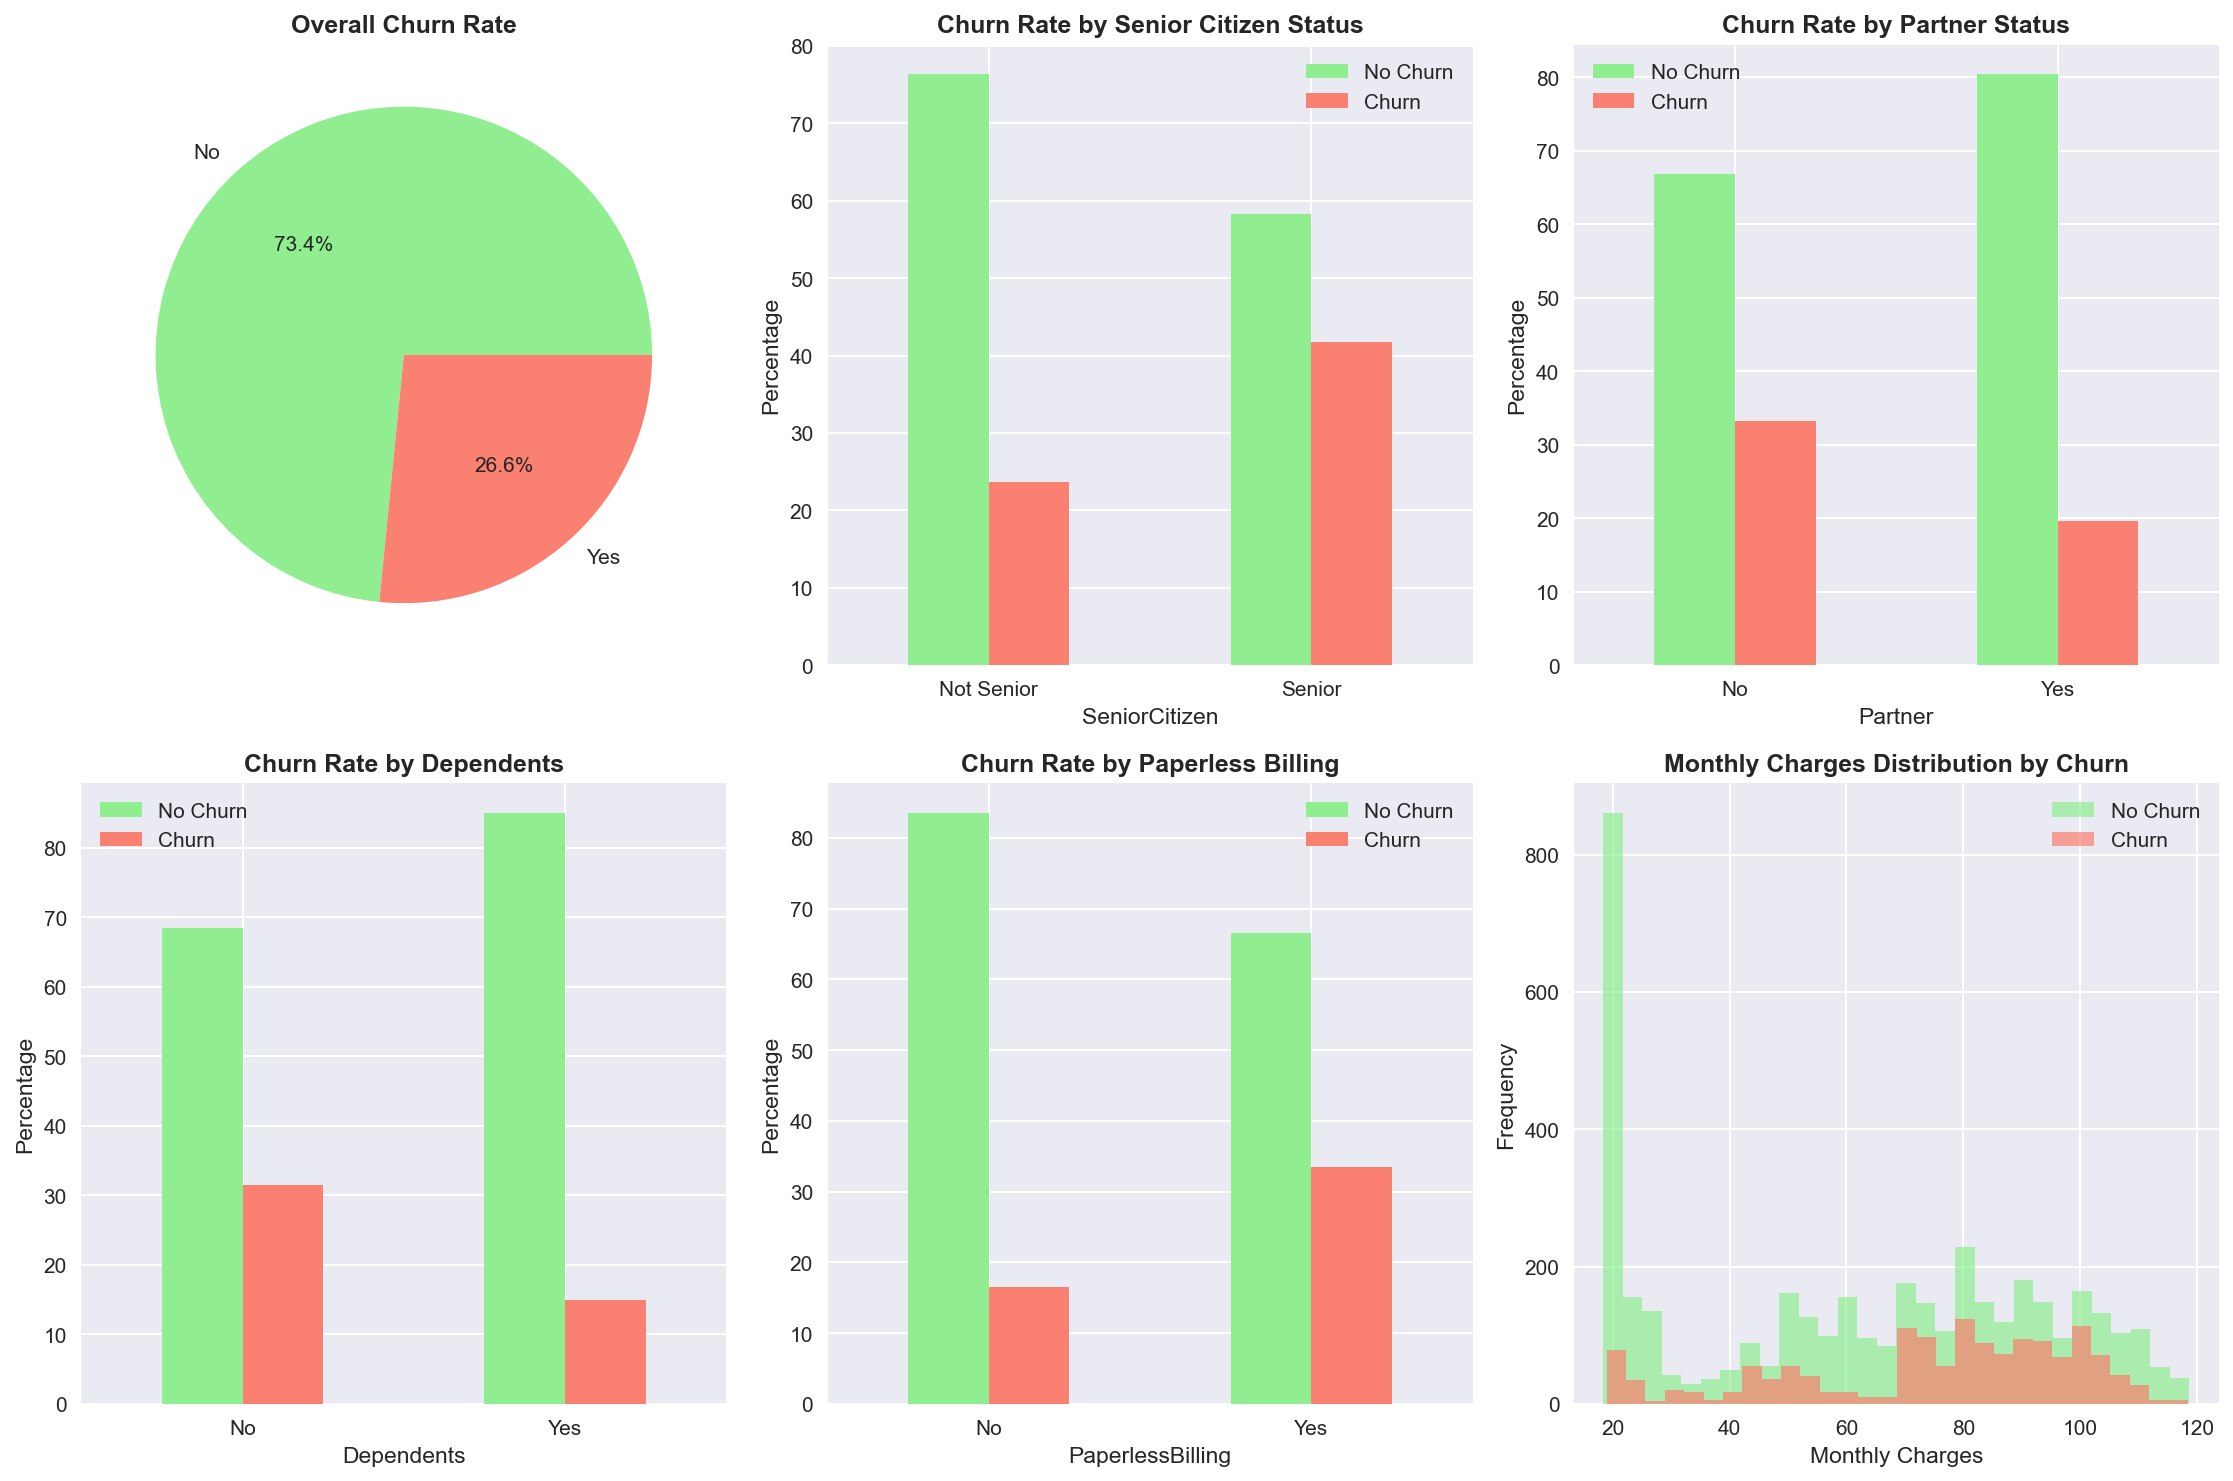 Overall Churn Rate
No
73.4%
26.6%
Yes
Churn Rate by Senior Citizen Status
No Churn
Churn
80
70
60
50
40
30
20
10
0
Percentage
Not Senior
Senior
SeniorCitizen
Churn Rate by Partner Status
No Churn
Churn
80
70
60
50
40
30
20
10
0
Percentage
No
Yes
Partner
Churn Rate by Dependents
No Churn
Churn
80
70
60
50
40
30
20
10
0
Percentage
No
Yes
Dependents
Churn Rate by Paperless Billing
No Churn
Churn
80
70
60
50
40
30
20
10
0
Percentage
No
Yes
PaperlessBilling
Monthly Charges Distribution by Churn
No Churn
Churn
800
600
400
200
0
Frequency
20
40
60
80
100
120
Monthly Charges